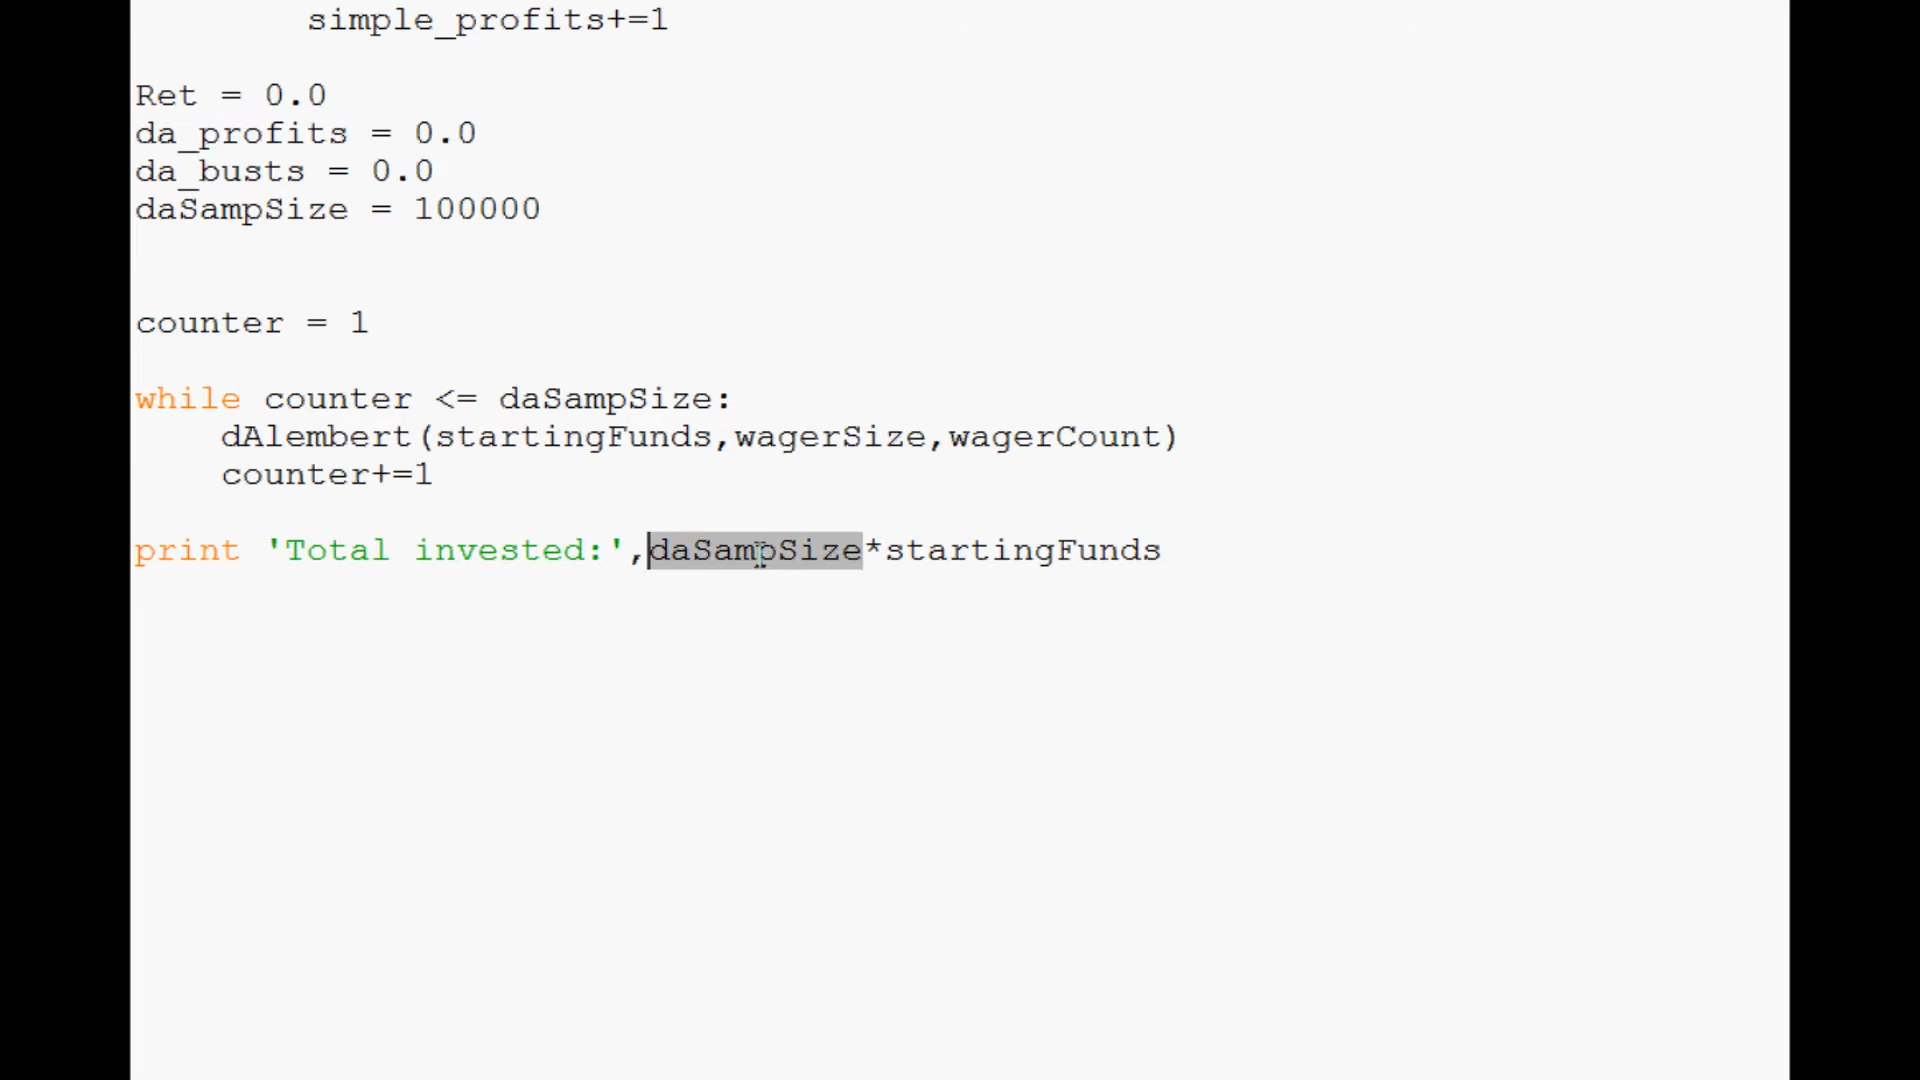 simple_profits+=1
Ret = 0.0
da_profits = 0.0
da_busts = 0.0
daSampSize = 100000
counter = 1
while counter <= daSampSize:
dAlembert(startingFunds,wagerSize,wagerCount)
counter+=1
print 'Total invested:',daSampSize*startingFunds